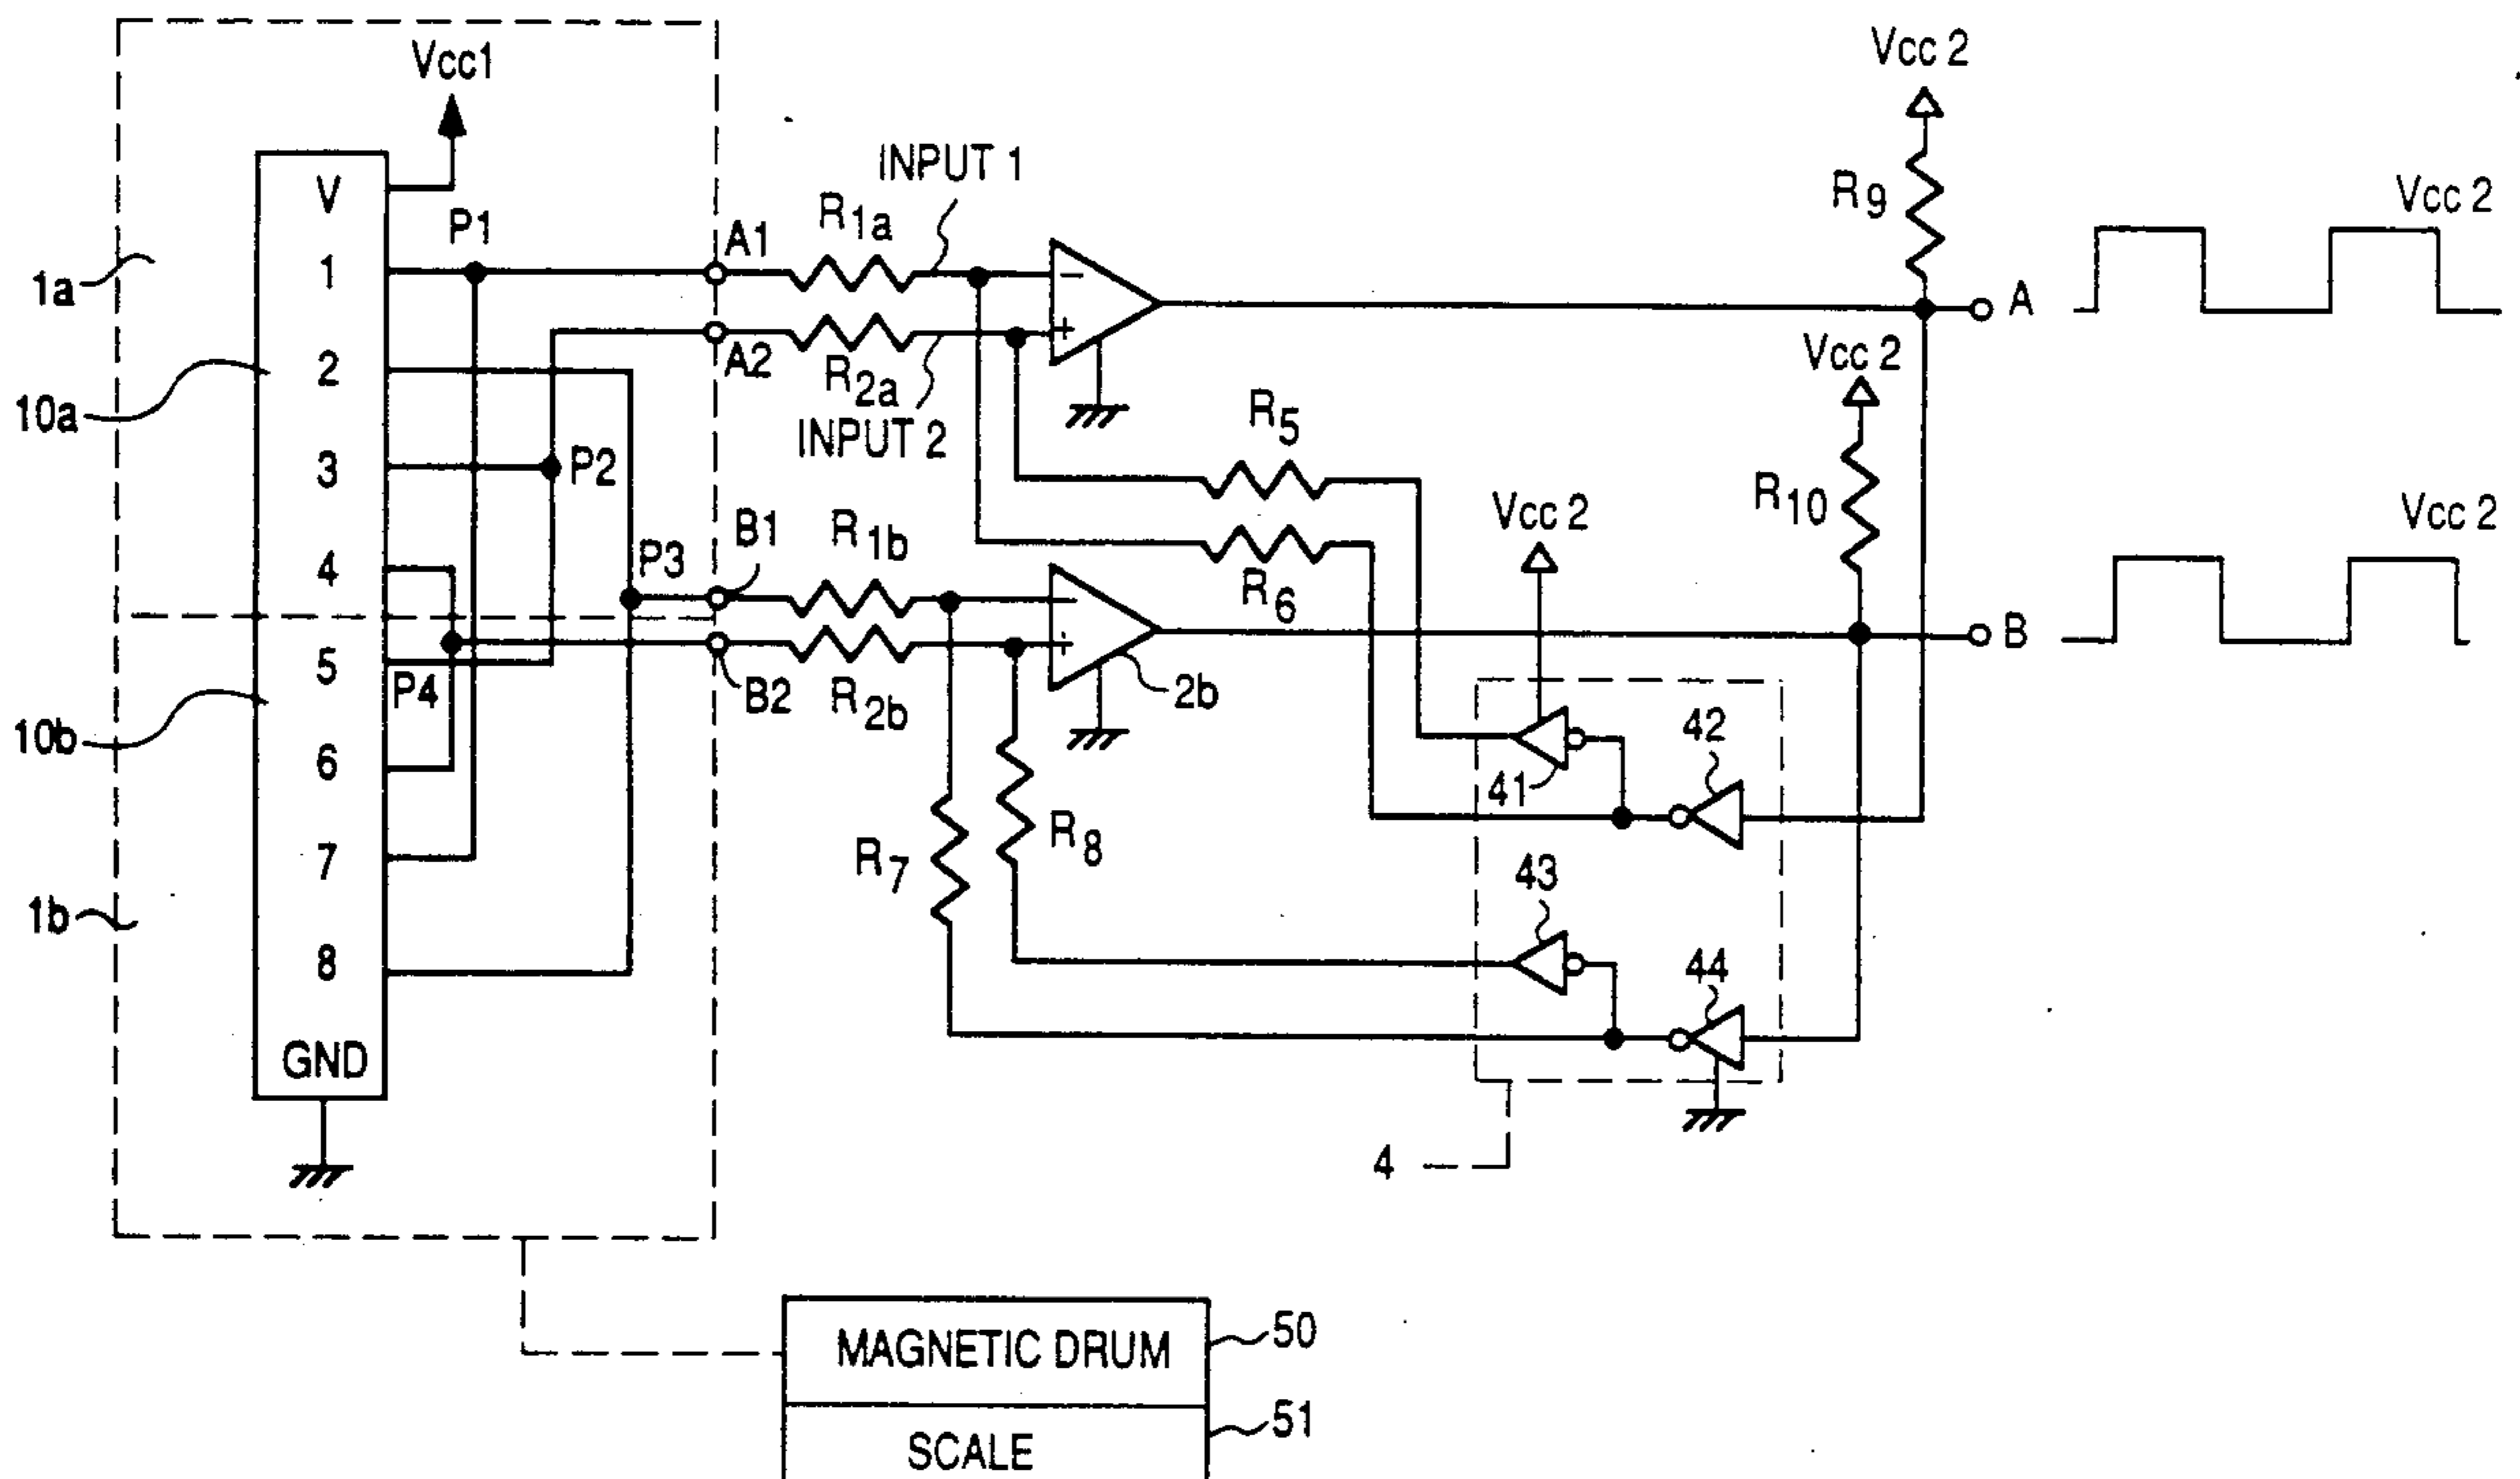 Vcc1
V
1
2
3
4
5
6
7
8
GND
1a
10a
10b
1b
P1
P2
P3
P4
A1
A2
B1
B2
R1a
R2a
INPUT 1
INPUT 2
R1b
R2b
2b
R5
R6
R7
R8
Vcc 2
R9
Vcc 2
R10
Vcc 2
A
Vcc 2
B
Vcc 2
41
42
43
44
4
MAGNETIC DRUM
50
SCALE
51